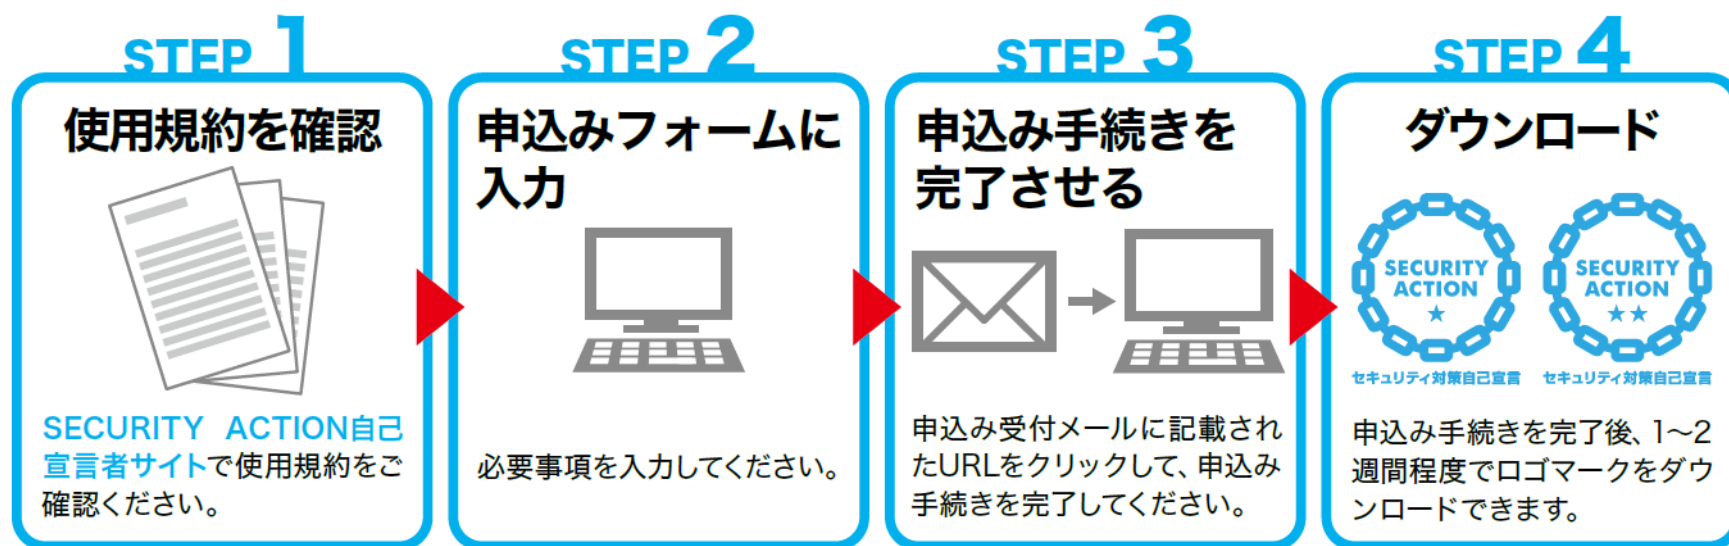 STEP 1
使用規約を確認
SECURITY ACTION自己
宣言者サイトで使用規約をご
確認ください。
STEP 2
申込みフォームに
入力
必要事項を入力してください。
STEP 3
申込み手続きを
完了させる
申込み受付メールに記載され
たURLをクリックして、申込み
手続きを完了してください。
STEP 4
ダウンロード
SECURITY
ACTION
★
セキュリティ対策自己宣言
SECURITY
ACTION
★★
セキュリティ対策自己宣言
申込み手続きを完了後、1〜2
週間程度でロゴマークをダウ
ンロードできます。